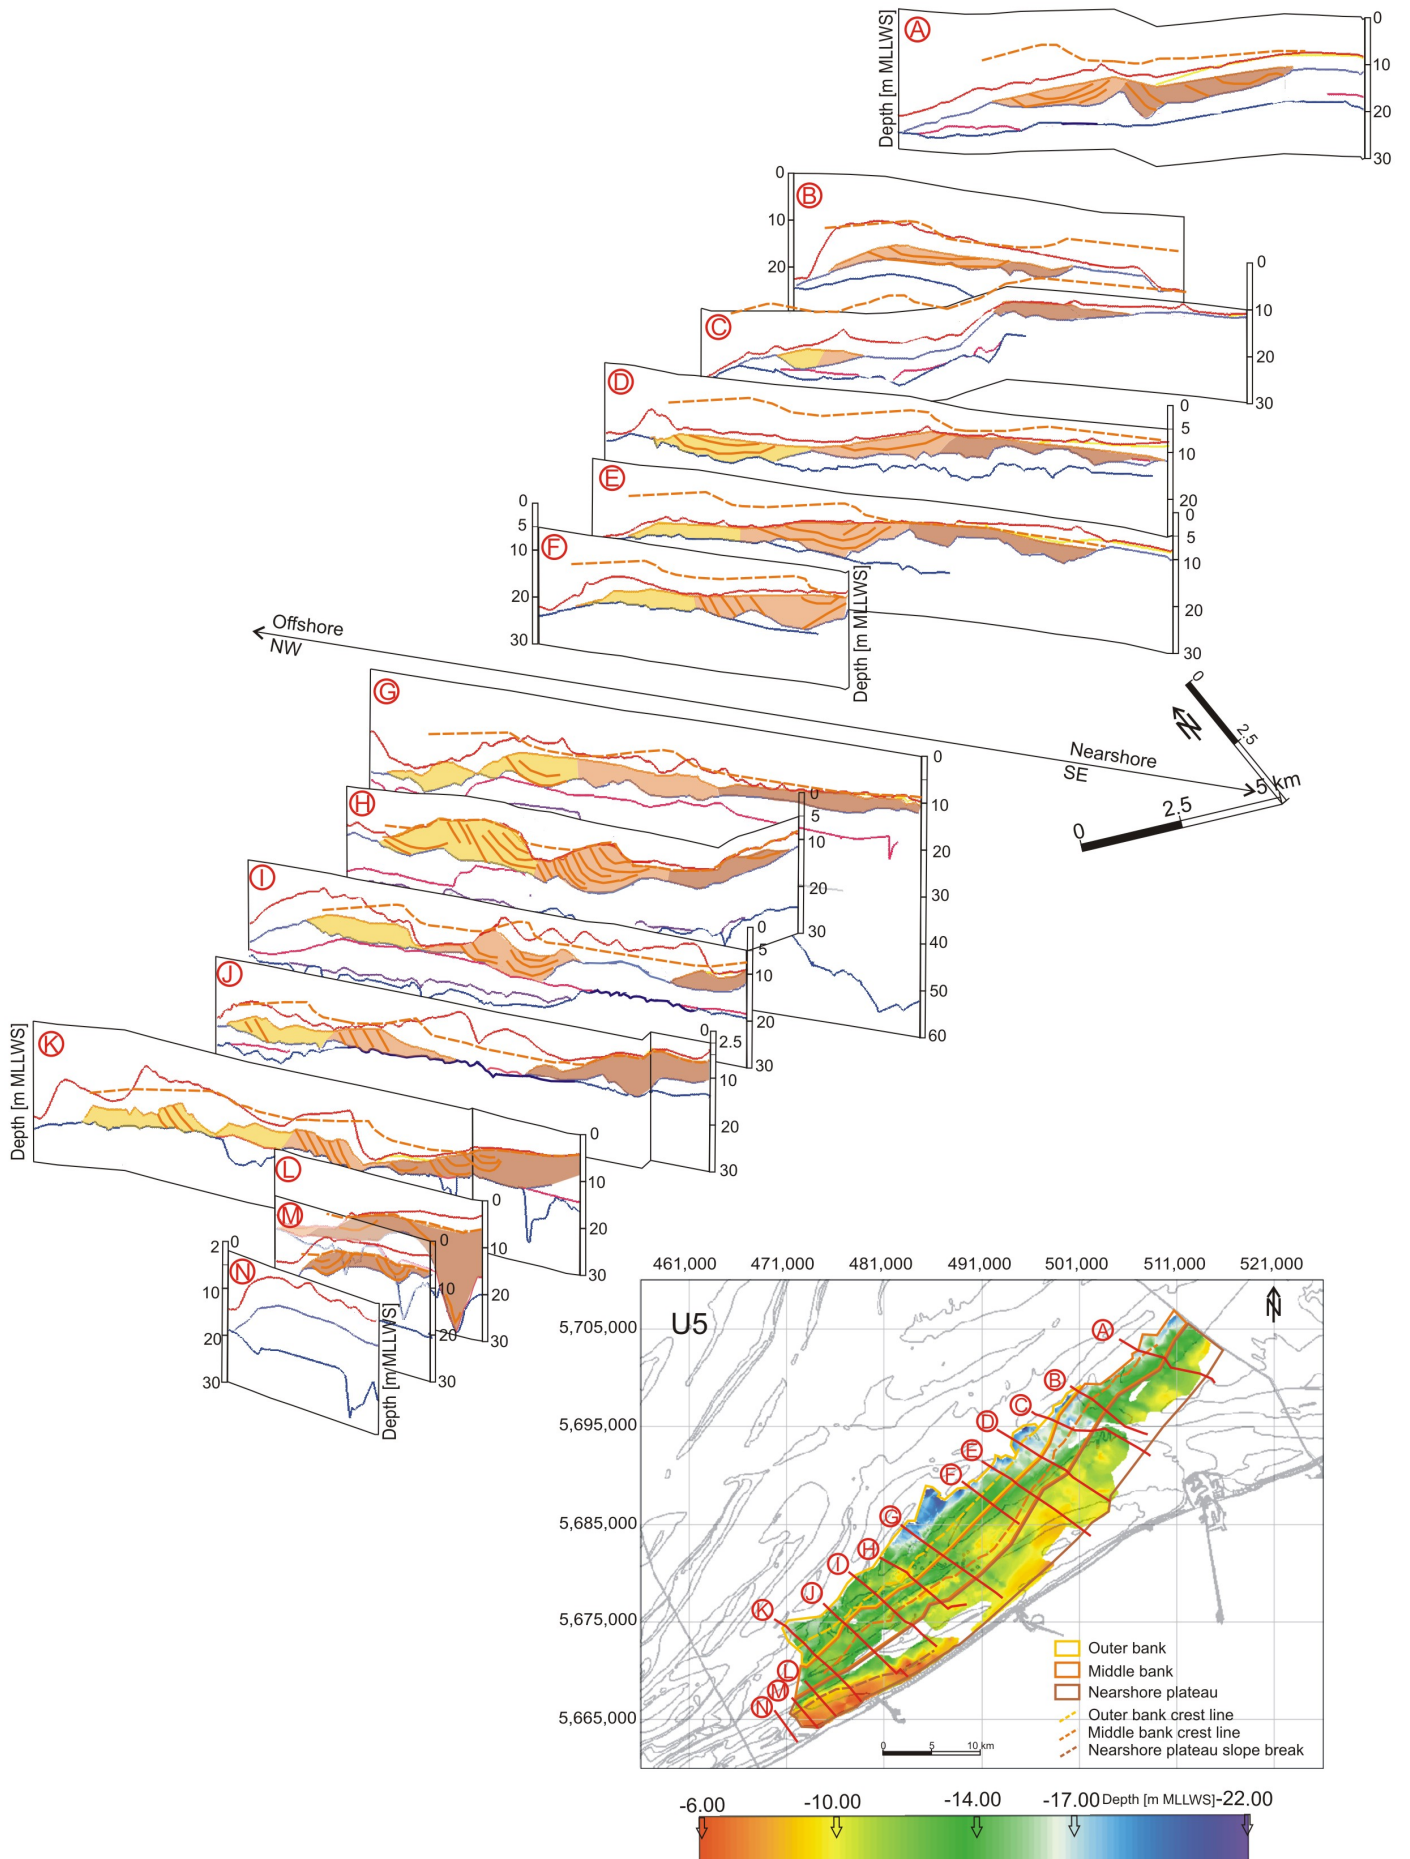 A
Depth [m MLLWS]
0
10
20
30
B
0
10
20
C
0
10
20
30
D
0
5
10
20
E
0
5
10
20
30
F
0
5
10
20
30
Depth [m MLLWS]
Offshore
NW
Nearshore
SE
N
0
2.5
5 km
2.5
0
G
0
10
20
30
40
50
60
H
0
5
10
20
30
I
0
5
10
20
30
J
0
2.5
10
20
30
K
Depth [m MLLWS]
0
10
20
30
L
0
10
20
30
M
0
10
20
30
N
2 0
10
20
30
Depth [m MLLWS]
461,000 471,000 481,000 491,000 501,000 511,000 521,000
U5
N
5,705,000
5,695,000
5,685,000
5,675,000
5,665,000
A
B
C
D
E
F
G
H
I
J
K
L
M
N
Outer bank
Middle bank
Nearshore plateau
Outer bank crest line
Middle bank crest line
Nearshore plateau slope break
0 5 10 km
-6.00 -10.00 -14.00 -17.00 Depth [m MLLWS] -22.00